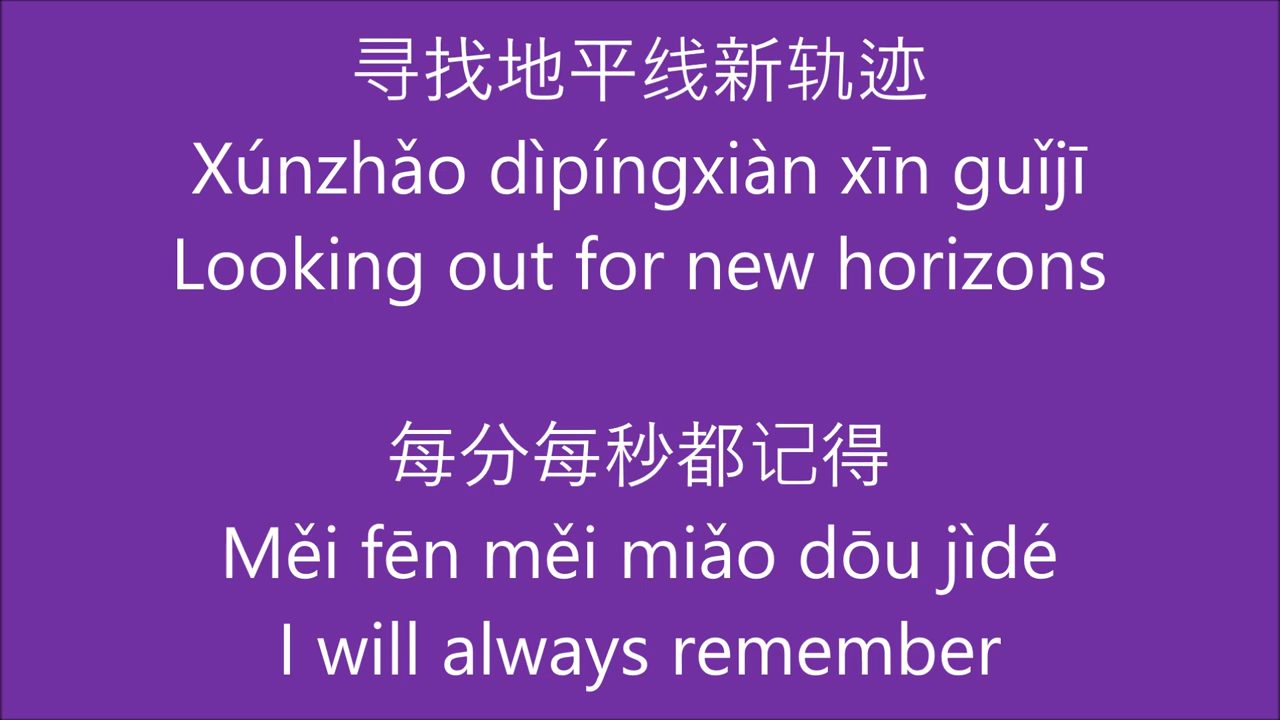 寻找地平线新轨迹
Xúnzhǎo dìpíngxiàn xīn guǐjī
Looking out for new horizons
每分每秒都记得
Měi fēn měi miǎo dōu jìdé
I will always remember